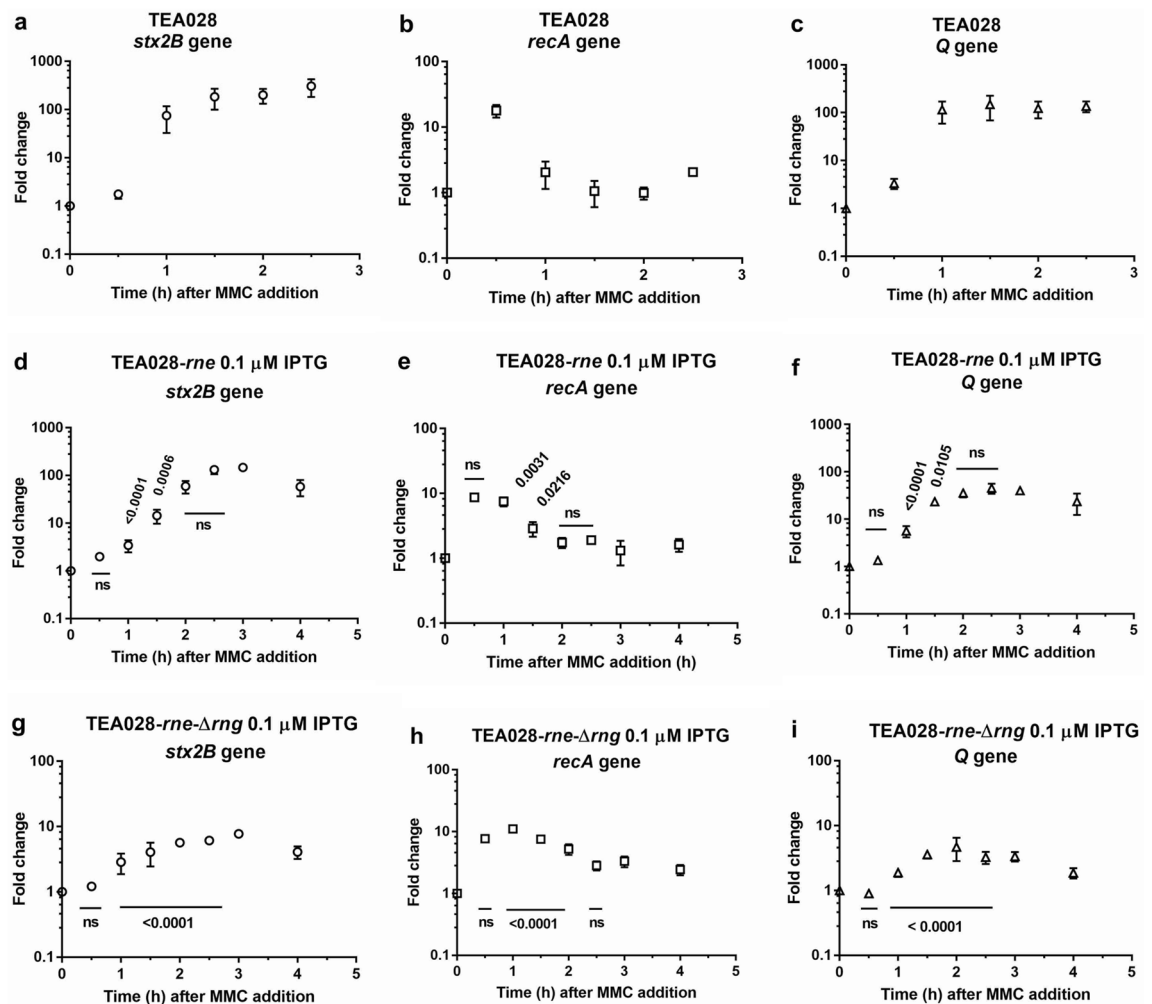 a
TEA028
stx2B gene
Fold change
1000
100
10
1
0.1
0
1
2
3
Time (h) after MMC addition
b
TEA028
recA gene
Fold change
100
10
1
0.1
0
1
2
3
Time (h) after MMC addition
c
TEA028
Q gene
Fold change
1000
100
10
1
0.1
0
1
2
3
Time (h) after MMC addition
d
TEA028-rne 0.1 μM IPTG
stx2B gene
Fold change
1000
100
10
1
0.1
<0.0001
0.0006
ns
ns
0
1
2
3
4
5
Time (h) after MMC addition
e
TEA028-rne 0.1 μM IPTG
recA gene
Fold change
100
10
1
0.1
ns
0.0031
0.0216
ns
0
1
2
3
4
5
Time after MMC addition (h)
f
TEA028-rne 0.1 μM IPTG
Q gene
Fold change
1000
100
10
1
0.1
ns
<0.0001
0.0105
ns
0
1
2
3
4
5
Time (h) after MMC addition
g
TEA028-rne-Δrng 0.1 μM IPTG
stx2B gene
Fold change
100
10
1
0.1
ns
<0.0001
0
1
2
3
4
5
Time (h) after MMC addition
h
TEA028-rne-Δrng 0.1 μM IPTG
recA gene
Fold change
100
10
1
0.1
ns
<0.0001
ns
0
1
2
3
4
5
Time (h) after MMC addition
i
TEA028-rne-Δrng 0.1 μM IPTG
Q gene
Fold change
100
10
1
0.1
ns
< 0.0001
0
1
2
3
4
5
Time (h) after MMC addition